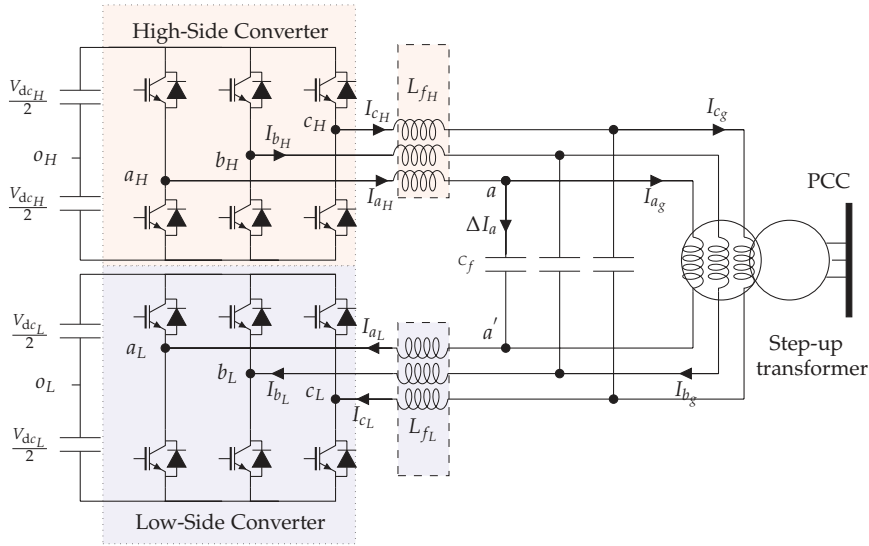 High-Side Converter
V_dc_H
2
o_H
V_dc_H
2
a_H
b_H
c_H
I_b_H
I_c_H
I_a_H
L_f_H
I_c_g
a
I_a_g
ΔI_a
c_f
PCC
V_dc_L
2
o_L
V_dc_L
2
a_L
b_L
c_L
I_a_L
I_b_L
I_c_L
L_f_L
a′
I_b_g
Step-up
transformer
Low-Side Converter